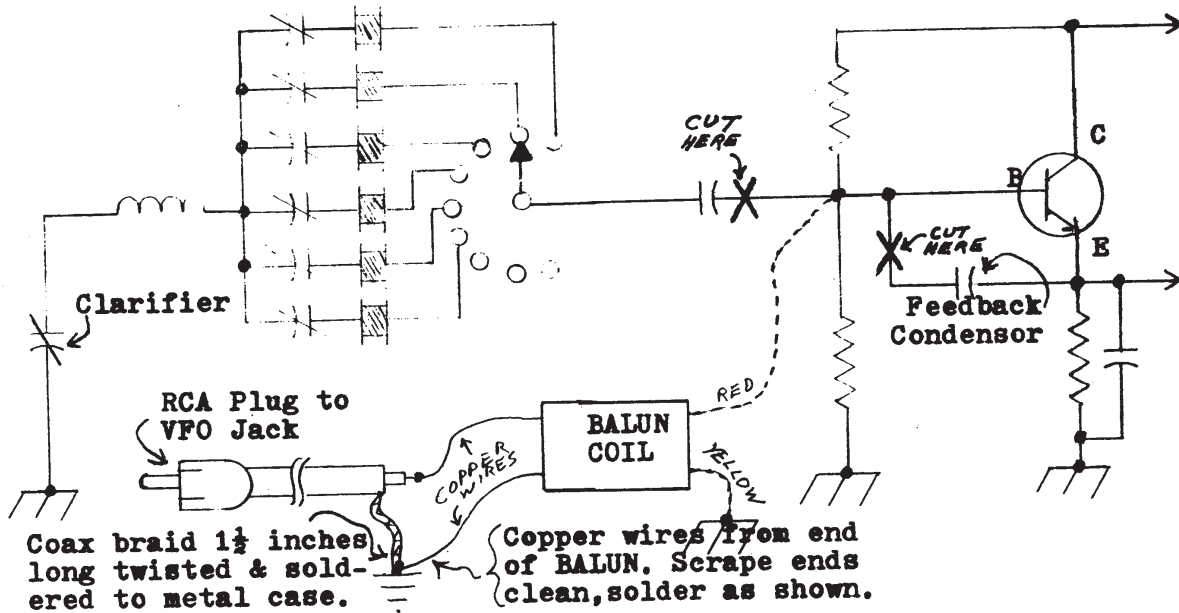 CUT
HERE
C
B
E
CUT
HERE
Clarifier
Feedback
Condensor
RCA Plug to
VFO Jack
RED
BALUN
COIL
COPPER
WIRES
YELLOW
Coax braid 1½ inches
long twisted & sold-
ered to metal case.
Copper wires from end
of BALUN. Scrape ends
clean,solder as shown.